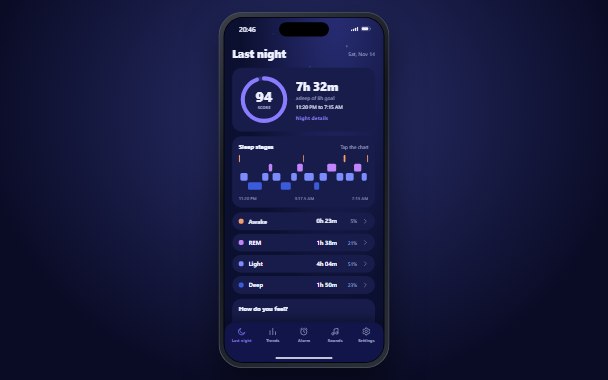 20:46
Last night
Sat, Nov 14
94
SCORE
7h 32m
asleep of 8h goal
11:20 PM to 7:15 AM
Night details
Sleep stages
Tap the chart
11:20 PM
7:15 AM
Awake 0h 23m 5%
REM 1h 38m 21%
Light 4h 04m 51%
Deep 1h 50m 23%
How do you feel?
Last night
Trends
Alarm
Sounds
Settings